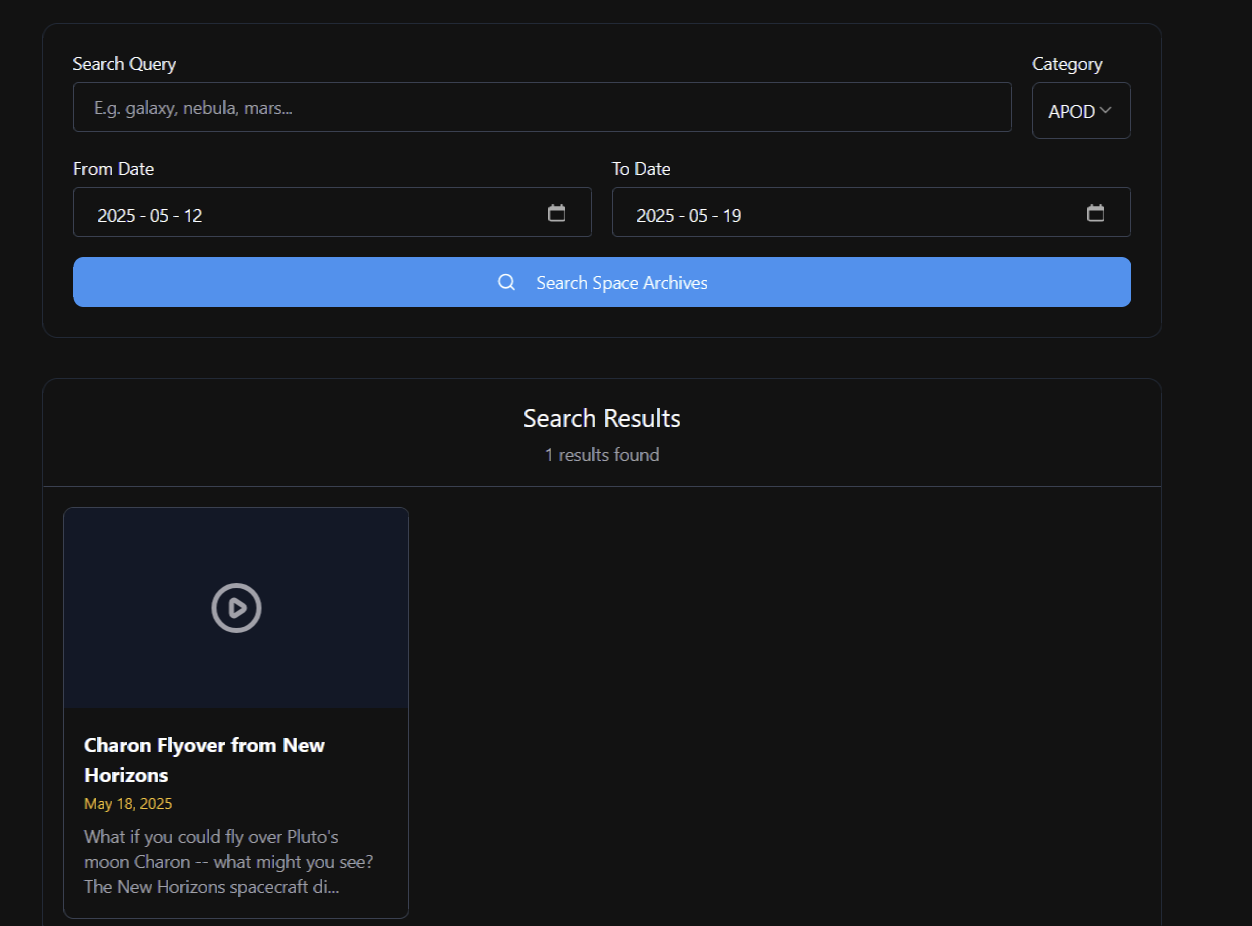 Search Query
Category
E.g. galaxy, nebula, mars...
APOD
From Date
To Date
2025 - 05 - 12
2025 - 05 - 19
Search Space Archives
Search Results
1 results found
Charon Flyover from New
Horizons
May 18, 2025
What if you could fly over Pluto's
moon Charon -- what might you see?
The New Horizons spacecraft di...